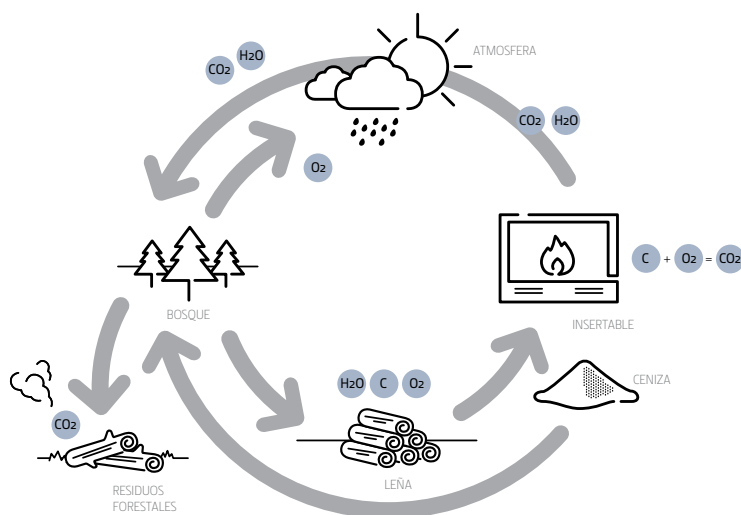 ATMOSFERA
CO2 H2O
CO2 H2O
O2
C + O2 = CO2
BOSQUE
INSERTABLE
H2O C O2
CENIZA
CO2
LEÑA
RESIDUOS
FORESTALES